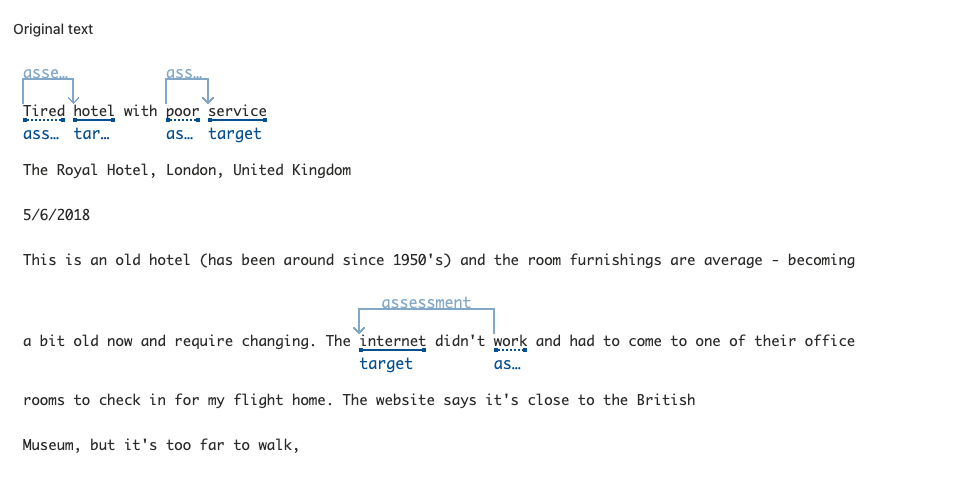 Original text
asse… ass…
Tired hotel with poor service
ass… tar… as… target
The Royal Hotel, London, United Kingdom
5/6/2018
This is an old hotel (has been around since 1950's) and the room furnishings are average - becoming
assessment
a bit old now and require changing. The internet didn't work and had to come to one of their office
target as…
rooms to check in for my flight home. The website says it's close to the British
Museum, but it's too far to walk,